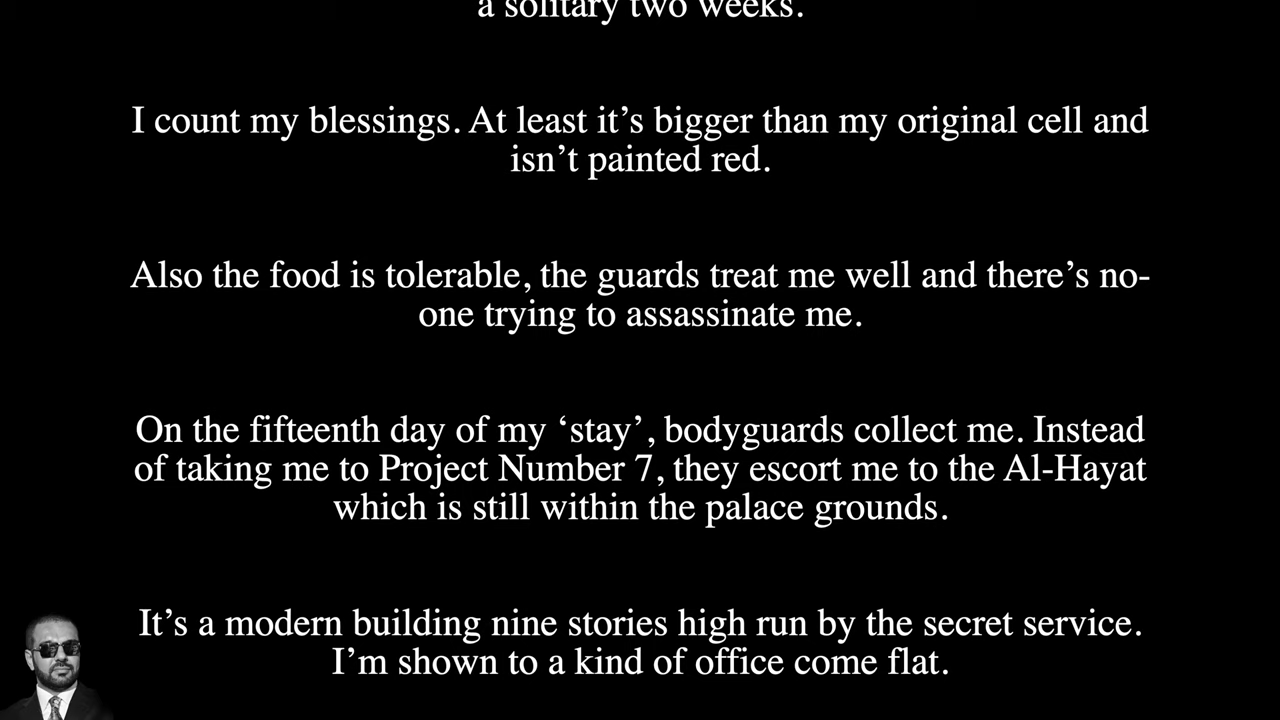 a solitary two weeks.
I count my blessings. At least it’s bigger than my original cell and
isn’t painted red.
Also the food is tolerable, the guards treat me well and there’s no-
one trying to assassinate me.
On the fifteenth day of my ‘stay’, bodyguards collect me. Instead
of taking me to Project Number 7, they escort me to the Al-Hayat
which is still within the palace grounds.
It’s a modern building nine stories high run by the secret service.
I’m shown to a kind of office come flat.